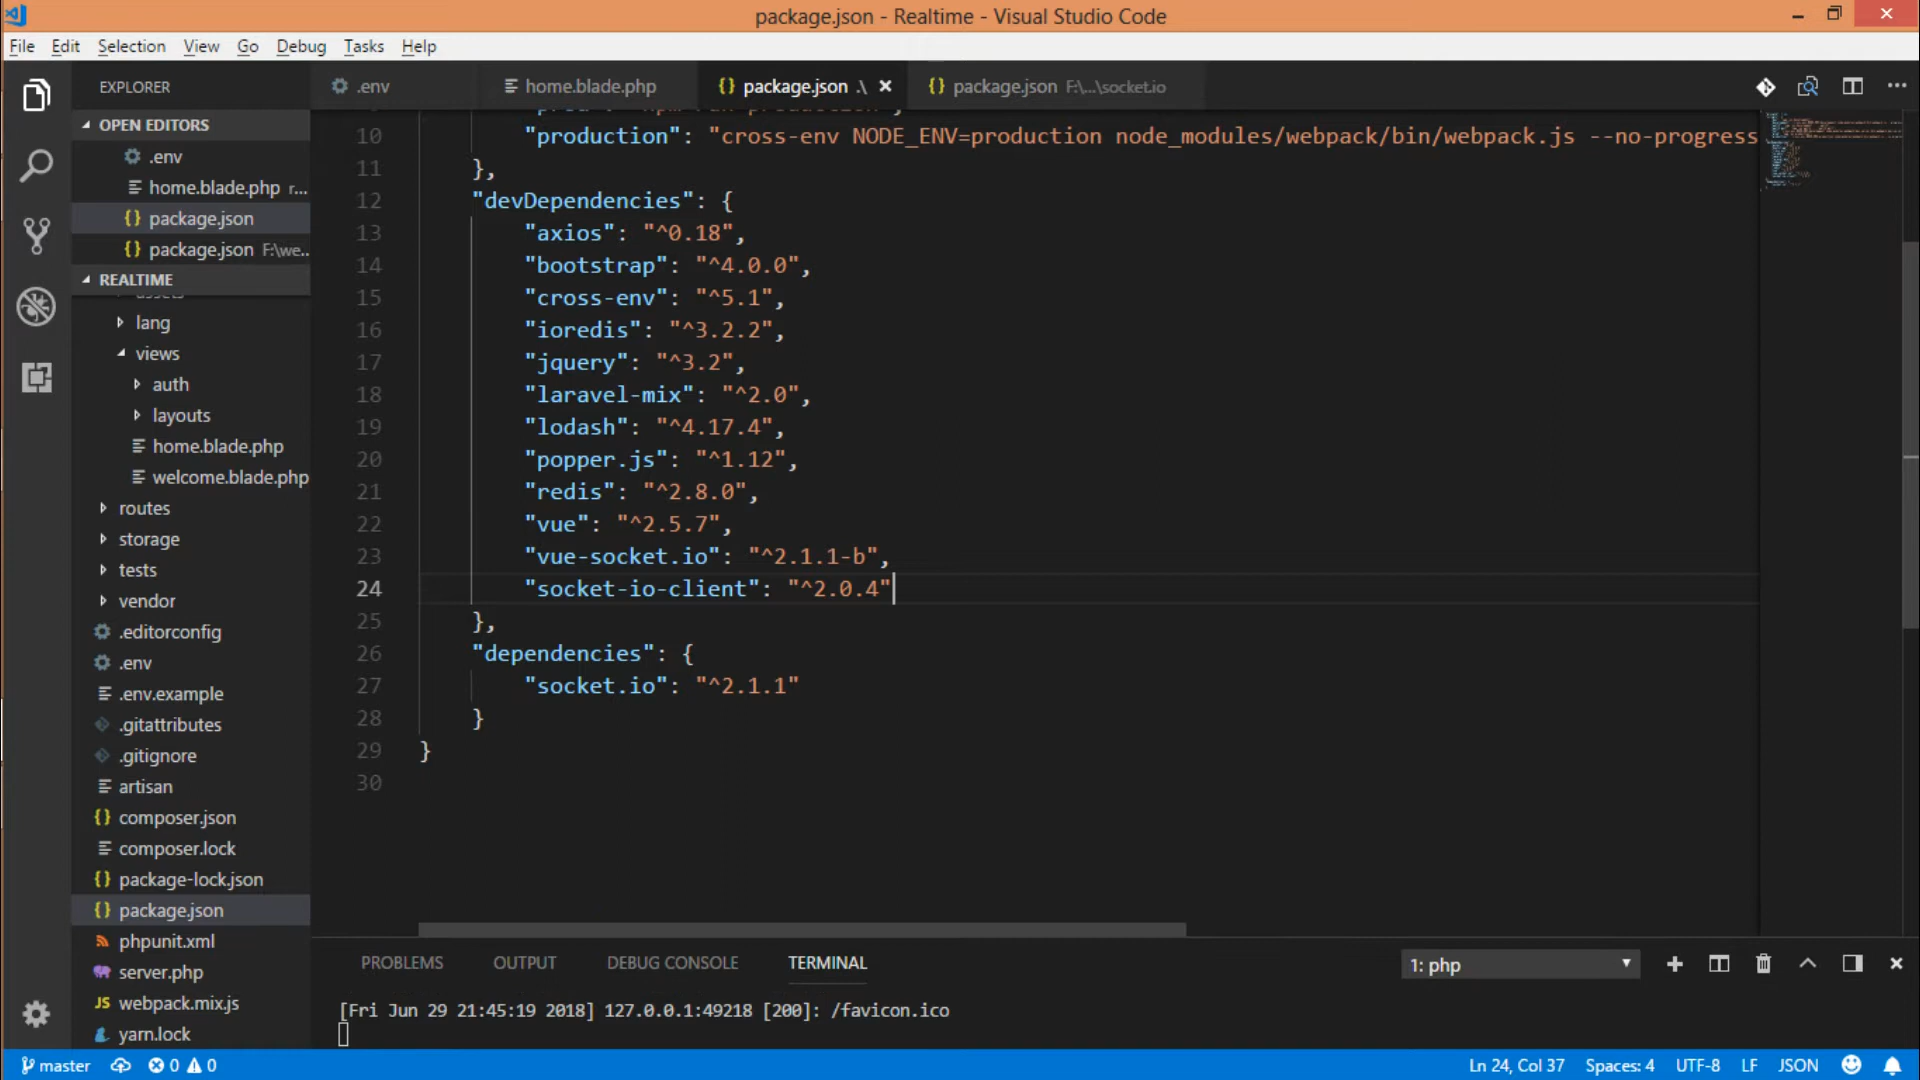 package.json - Realtime - Visual Studio Code
File Edit Selection View Go Debug Tasks Help
EXPLORER
.env
home.blade.php
{} package.json .\
{} package.json F:\...\socket.io
OPEN EDITORS
.env
home.blade.php r...
{} package.json
{} package.json F:\we...
REALTIME
assets
lang
views
auth
layouts
home.blade.php
welcome.blade.php
routes
storage
tests
vendor
.editorconfig
.env
.env.example
.gitattributes
.gitignore
artisan
{} composer.json
composer.lock
{} package-lock.json
{} package.json
phpunit.xml
server.php
JS webpack.mix.js
yarn.lock
10 "production": "cross-env NODE_ENV=production node_modules/webpack/bin/webpack.js --no-progress
11 },
12 "devDependencies": {
13 "axios": "^0.18",
14 "bootstrap": "^4.0.0",
15 "cross-env": "^5.1",
16 "ioredis": "^3.2.2",
17 "jquery": "^3.2",
18 "laravel-mix": "^2.0",
19 "lodash": "^4.17.4",
20 "popper.js": "^1.12",
21 "redis": "^2.8.0",
22 "vue": "^2.5.7",
23 "vue-socket.io": "^2.1.1-b",
24 "socket-io-client": "^2.0.4"
25 },
26 "dependencies": {
27 "socket.io": "^2.1.1"
28 }
29 }
30
PROBLEMS OUTPUT DEBUG CONSOLE TERMINAL
1: php
[Fri Jun 29 21:45:19 2018] 127.0.0.1:49218 [200]: /favicon.ico
master 0 0
Ln 24, Col 37 Spaces: 4 UTF-8 LF JSON